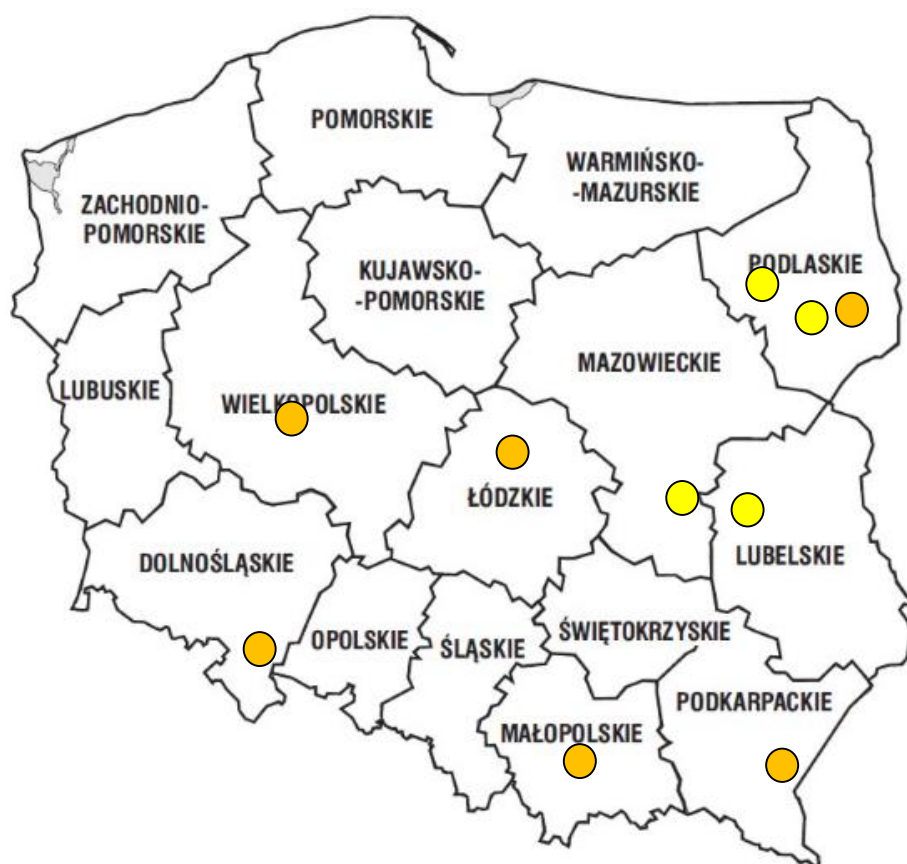 POMORSKIE
WARMIŃSKO-
-MAZURSKIE
ZACHODNIO-
POMORSKIE
KUJAWSKO-
-POMORSKIE
PODLASKIE
MAZOWIECKIE
LUBUSKIE
WIELKOPOLSKIE
ŁÓDZKIE
DOLNOŚLĄSKIE
LUBELSKIE
OPOLSKIE
ŚLĄSKIE
ŚWIĘTOKRZYSKIE
PODKARPACKIE
MAŁOPOLSKIE